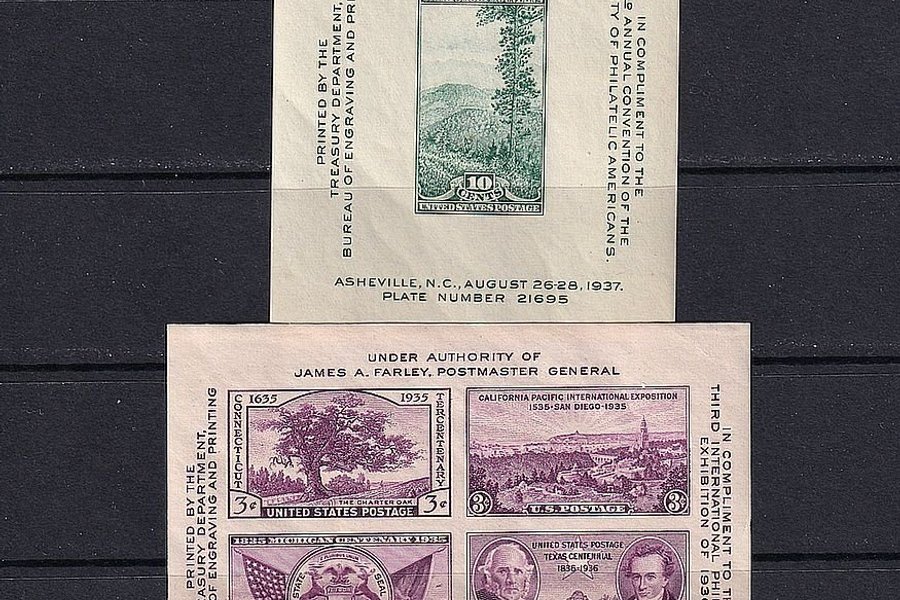 PRINTED BY THE
TREASURY DEPARTMENT,
BUREAU OF ENGRAVING AND
10
CENTS
UNITED STATES POSTAGE
IN COMPLIMENT TO THE
ANNUAL CONVENTION OF THE
OF PHILATELIC AMERICANS.
ASHEVILLE, N.C., AUGUST 26-28, 1937.
PLATE NUMBER 21695
UNDER AUTHORITY OF
JAMES A. FARLEY, POSTMASTER GENERAL
PRINTED BY THE
DEPARTMENT,
OF ENGRAVING AND PRINTING
1635 1935
CONNECTICUT
TERCENTENARY
THE CHARTER OAK
3¢ 3¢
UNITED STATES POSTAGE
CALIFORNIA PACIFIC INTERNATIONAL EXPOSITION
1535·SAN DIEGO·1935
3¢ 3¢
U.S. POSTAGE
IN COMPLIMENT TO
THIRD INTERNATIONAL
EXHIBITION OF
1835 MICHIGAN CENTENARY 1935
STATE SEAL
UNITED STATES POSTAGE
TEXAS CENTENNIAL
1836-1936